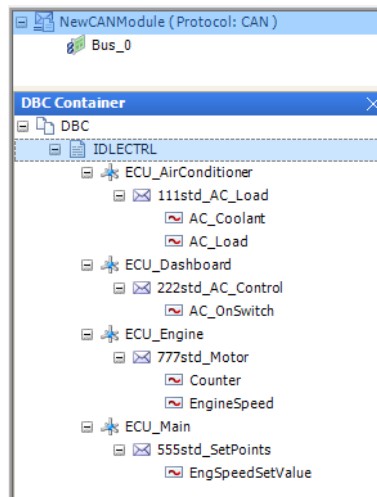 NewCANModule (Protocol: CAN )
Bus_0
DBC Container
DBC
IDLECTRL
ECU_AirConditioner
111std_AC_Load
AC_Coolant
AC_Load
ECU_Dashboard
222std_AC_Control
AC_OnSwitch
ECU_Engine
777std_Motor
Counter
EngineSpeed
ECU_Main
555std_SetPoints
EngSpeedSetValue